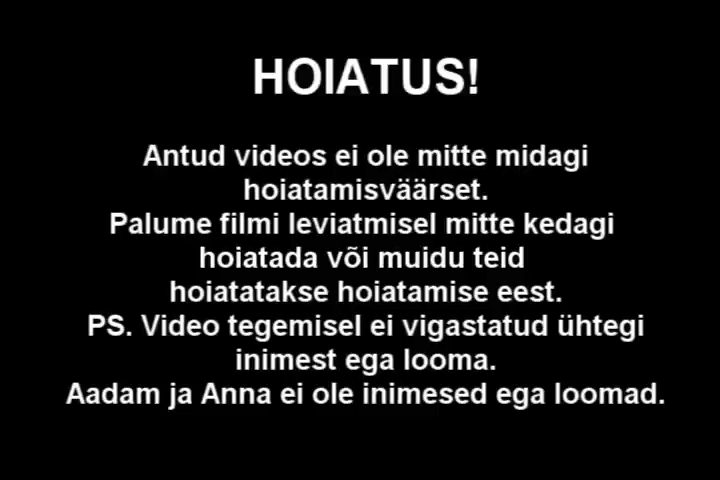 HOIATUS!
Antud videos ei ole mitte midagi
hoiatamisväärset.
Palume filmi leviatmisel mitte kedagi
hoiatada või muidu teid
hoiatatakse hoiatamise eest.
PS. Video tegemisel ei vigastatud ühtegi
inimest ega looma.
Aadam ja Anna ei ole inimesed ega loomad.